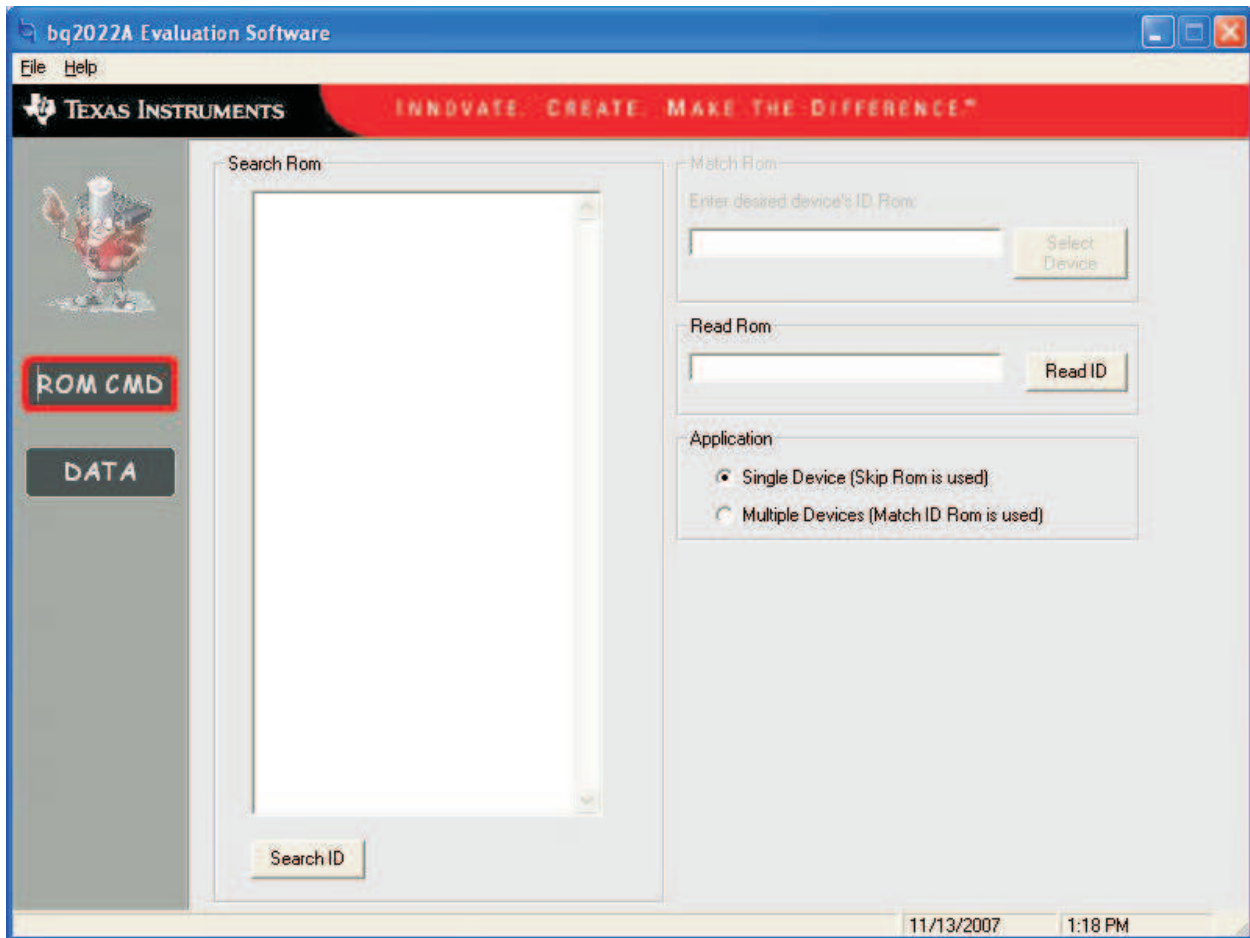 bq2022A Evaluation Software
File Help
TEXAS INSTRUMENTS
INNOVATE. CREATE. MAKE THE DIFFERENCE.™
ROM CMD
DATA
Search Rom
Search ID
Match Rom
Enter desired device's ID Rom:
Select
Device
Read Rom
Read ID
Application
Single Device (Skip Rom is used)
Multiple Devices (Match ID Rom is used)
11/13/2007 1:18 PM